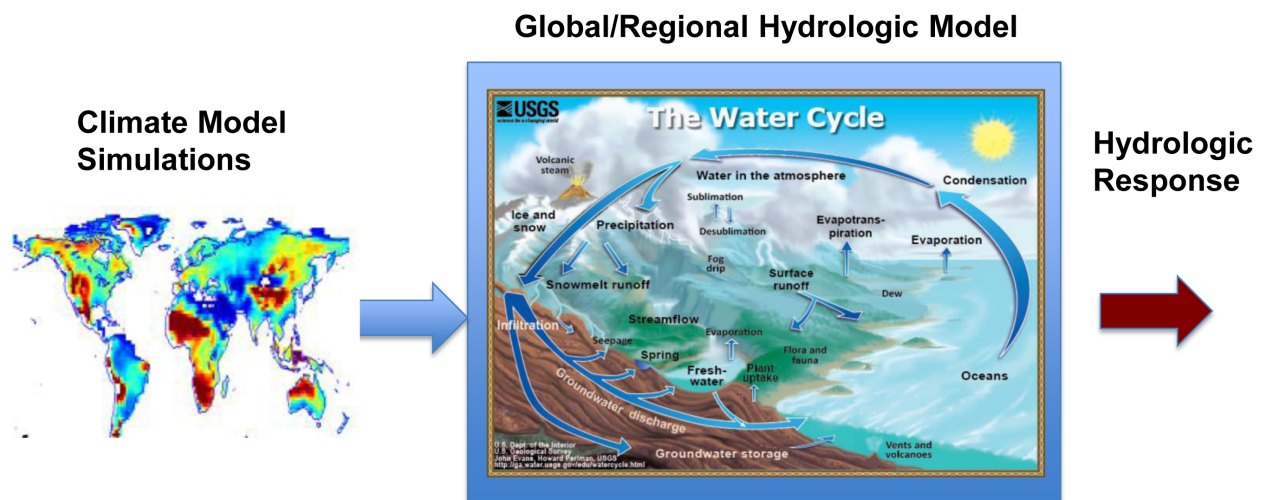 Global/Regional Hydrologic Model
Climate Model
Simulations
USGS
science for a changing world
The Water Cycle
Volcanic
steam
Water in the atmosphere
Condensation
Sublimation
Ice and
snow
Precipitation
Desublimation
Evapotrans-
piration
Evaporation
Fog
drip
Snowmelt runoff
Surface
runoff
Dew
Infiltration
Streamflow
Evaporation
Seepage
Spring
Flora and
fauna
Fresh-
water
Plant
uptake
Oceans
Groundwater discharge
Groundwater storage
Vents and
volcanoes
U.S. Dept. of the Interior
U.S. Geological Survey
John Evans, Howard Perlman, USGS
http://ga.water.usgs.gov/edu/watercycle.html
Hydrologic
Response